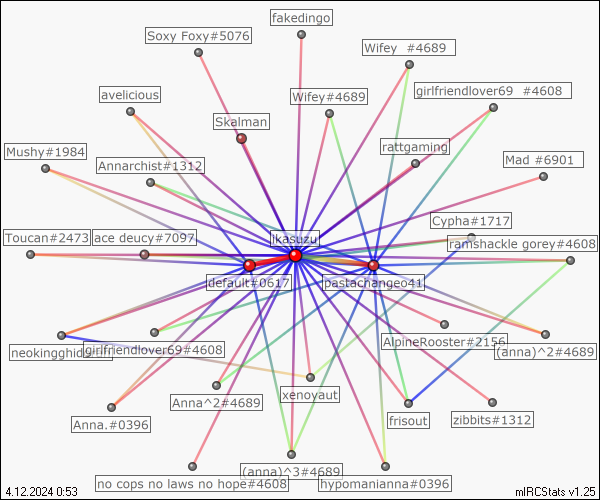 fakedingo
Soxy Foxy#5076
Wifey #4689
avelicious
Wifey#4689
girlfriendlover69 #4608
Skalman
Mushy#1984
Annarchist#1312
rattgaming
Mad #6901
Cypha#1717
Toucan#2473
ace deucy#7097
Ikasuzu
ramshackle gorey#4608
default#0617
pastachangeo41
neokingghid
girlfriendlover69#4608
AlpineRooster#2156
(anna)^2#4689
Anna^2#4689
xenoyaut
Anna.#0396
frisout
zibbits#1312
no cops no laws no hope#4608
(anna)^3#4689
hypomanianna#0396
4.12.2024 0:53
mIRCStats v1.25